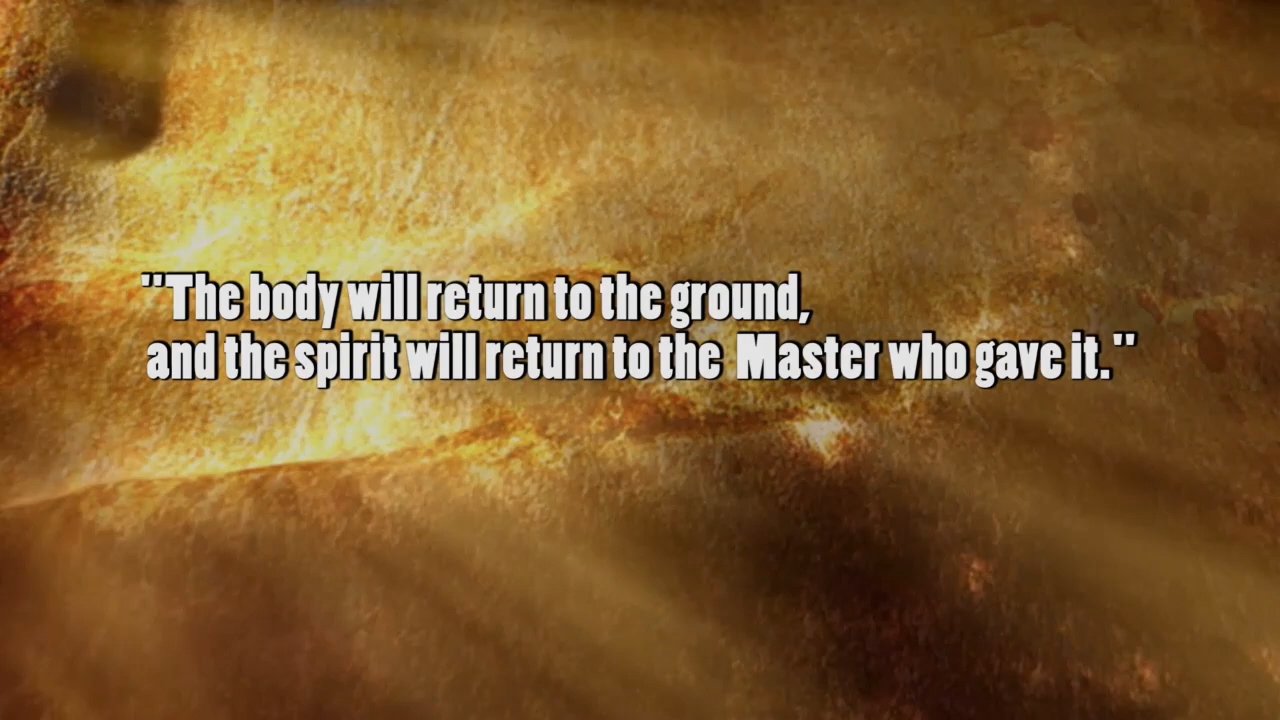 "The body will return to the ground,
and the spirit will return to the Master who gave it."